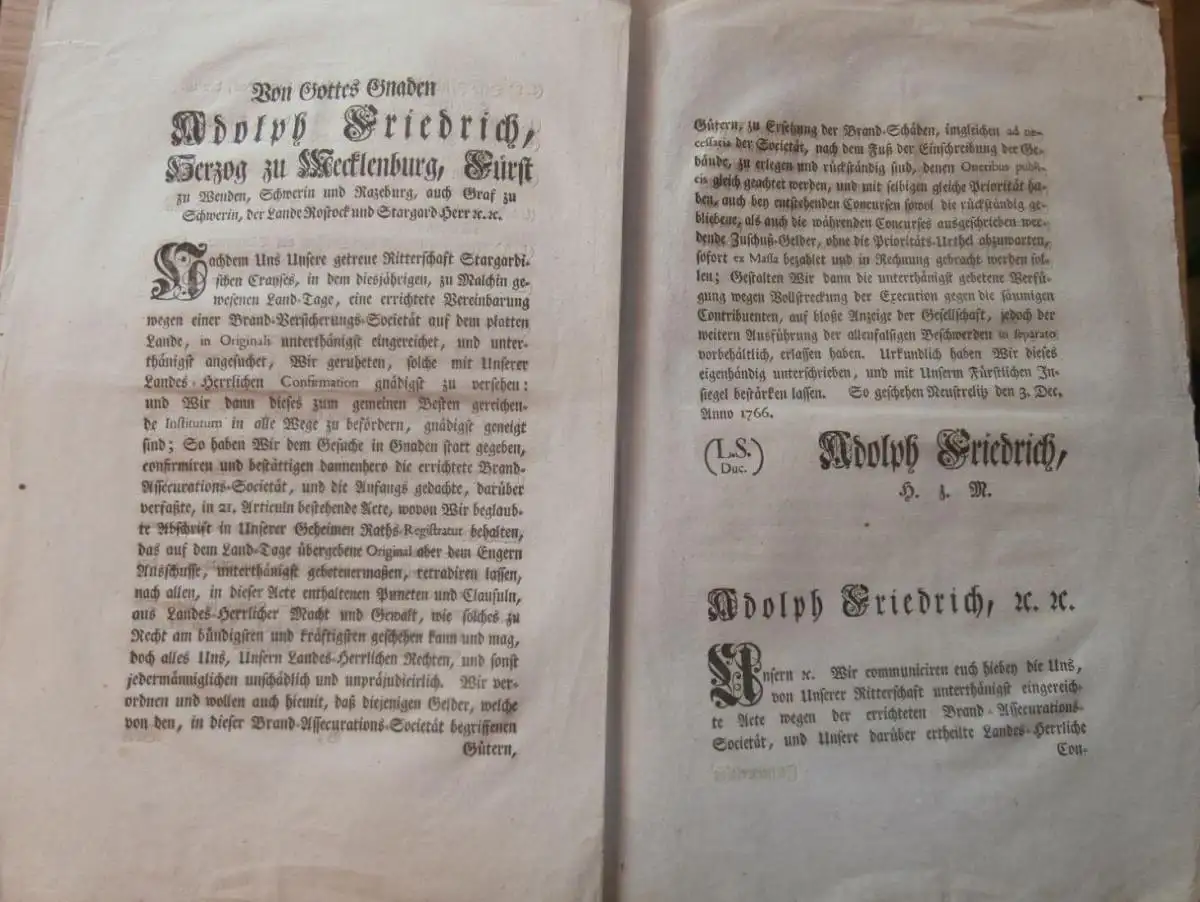 Von Gottes Gnaden
Adolph Friedrich,
Herzog zu Mecklenburg, Fürst
zu Wenden, Schwerin und Razeburg, auch Graf zu
Schwerin, der Lande Rostock und Stargard Herr ꝛc. ꝛc.
Nachdem Uns Unsere getreue Ritterschaft Stargardi-
schen Crayses, in dem diesjährigen, zu Malchin ge-
wesenen Land-Tage, eine errichtete Vereinbarung
wegen einer Brand-Versicherungs-Societät auf dem platten
Lande, in Originali unterthänigst eingereichet, und unter-
thänigst angesuchet, Wir geruheten, solche mit Unserer
Landes-Herrlichen Confirmation gnädigst zu versehen:
und Wir dann dieses zum gemeinen Besten gereichen-
de Institutum in alle Wege zu befördern, gnädigst geneigt
sind; So haben Wir dem Gesuche in Gnaden statt gegeben,
confirmiren und bestättigen dannenhero die errichtete Brand-
Assecurations-Societät, und die Anfangs gedachte, darüber
verfaßte, in 21. Articuln bestehende Acte, wovon Wir beglaub-
te Abschrift in Unserer Geheimen Raths-Registratur behalten,
das auf dem Land-Tage übergebene Original aber dem Engern
Ausschusse, unterthänigst gebetenermaßen, retradiren lassen,
nach allen, in dieser Acte enthaltenen Puncten und Clausuln,
aus Landes-Herrlicher Macht und Gewalt, wie solches zu
Recht am bündigsten und kräftigsten geschehen kann und mag,
doch alles Uns, Unsern Landes-Herrlichen Rechten, und sonst
jedermänniglichen unschädlich und unpräjudicirlich. Wir ver-
ordnen und wollen auch hiemit, daß diejenigen Gelder, welche
von den, in dieser Brand-Assecurations-Societät begriffenen
Gütern,
Gütern, zu Ersetzung der Brand-Schäden, imgleichen ad ne-
cessaria der Societät, nach dem Fuß der Einschreibung der Ge-
bäude, zu erlegen und rückständig sind, denen Oneribus publi-
cis gleich geachtet werden, und mit selbigen gleiche Priorität ha-
ben, auch bey entstehenden Concursen sowol die rückständig ge-
bliebene, als auch die währenden Concurses ausgeschrieben wer-
dende Zuschuß-Gelder, ohne die Prioritäts-Urthel abzuwarten,
sofort ex Massa bezahlet und in Rechnung gebracht werden sol-
len; Gestalten Wir dann die unterthänigst gebetene Verfü-
gung wegen Vollstreckung der Execution gegen die säumigen
Contribuenten, auf bloße Anzeige der Gesellschaft, jedoch der
weitern Ausführung der allenfalsigen Beschwerden in separato
vorbehältlich, erlassen haben. Urkundlich haben Wir dieses
eigenhändig unterschrieben, und mit Unserm Fürstlichen In-
siegel bestärken lassen. So geschehen Neustrelitz den 3. Dec.
Anno 1766.
(L.S. Duc.) Adolph Friedrich,
H. z. M.
Adolph Friedrich, ꝛc. ꝛc.
Unsern ꝛc. Wir communiciren euch hiebey die Uns,
von Unserer Ritterschaft unterthänigst eingereich-
te Acte wegen der errichteten Brand-Assecurations-
Societät, und Unsere darüber ertheilte Landes-Herrliche
Con-